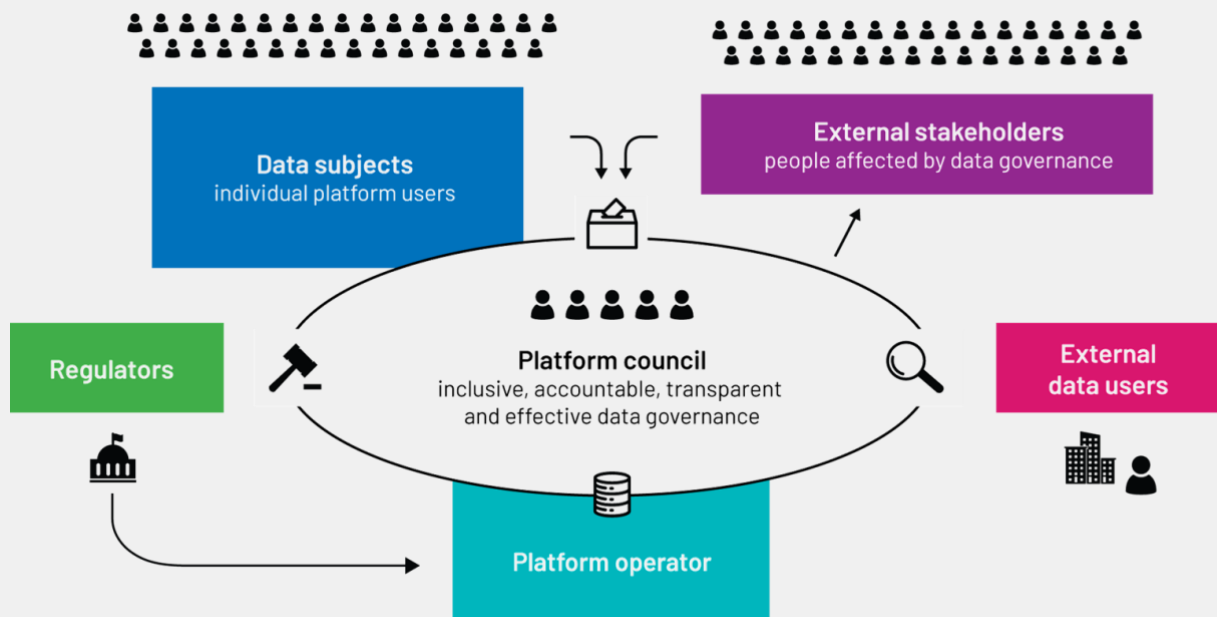 Data subjects
individual platform users
External stakeholders
people affected by data governance
Regulators
Platform council
inclusive, accountable, transparent
and effective data governance
External
data users
Platform operator